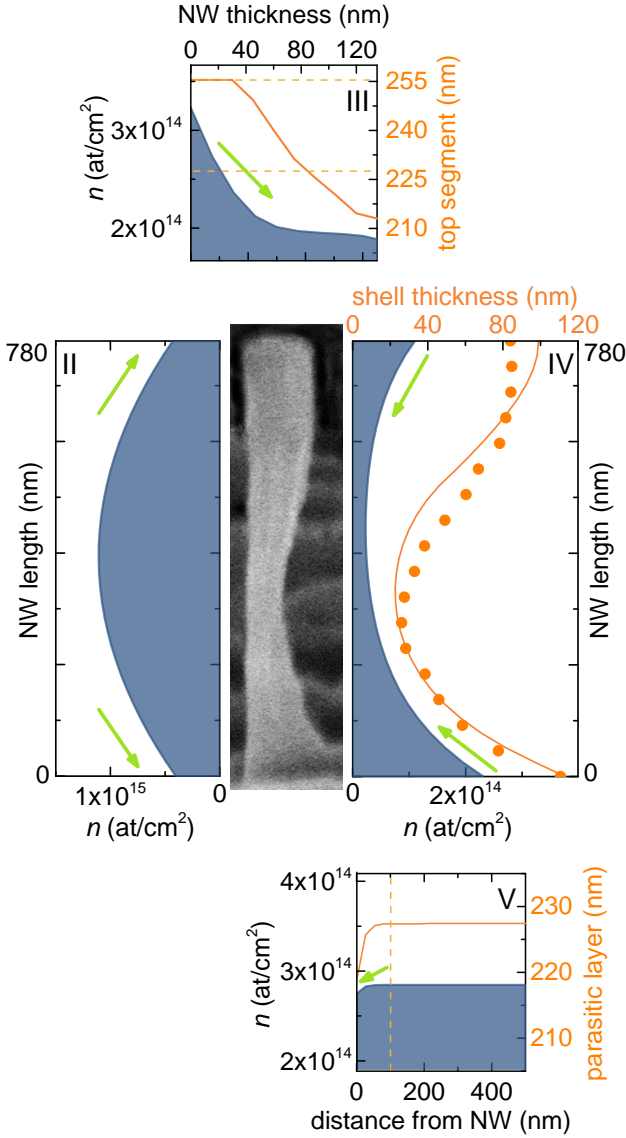 NW thickness (nm)
0 40 80 120
III
n (at/cm²)
3x10¹⁴
2x10¹⁴
255
240
225
210
top segment (nm)
shell thickness (nm)
0 40 80 120
780
II
IV
780
NW length (nm)
NW length (nm)
0
0
1x10¹⁵ 0
n (at/cm²)
0 2x10¹⁴
n (at/cm²)
4x10¹⁴
3x10¹⁴
2x10¹⁴
n (at/cm²)
V
230
220
210
parasitic layer (nm)
0 200 400
distance from NW (nm)